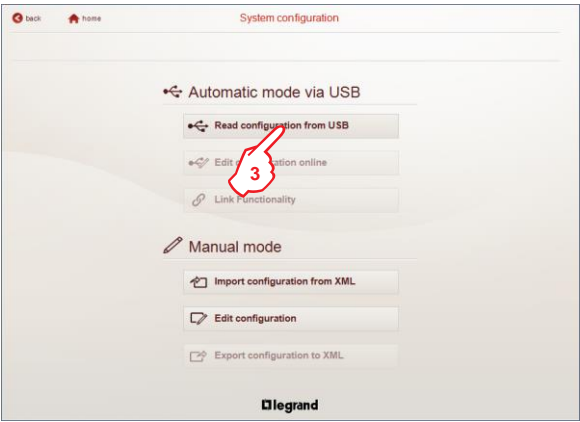 back
home
System configuration
Automatic mode via USB
Read configuration from USB
Edit configuration online
3
Link Functionality
Manual mode
Import configuration from XML
Edit configuration
Export configuration to XML
legrand